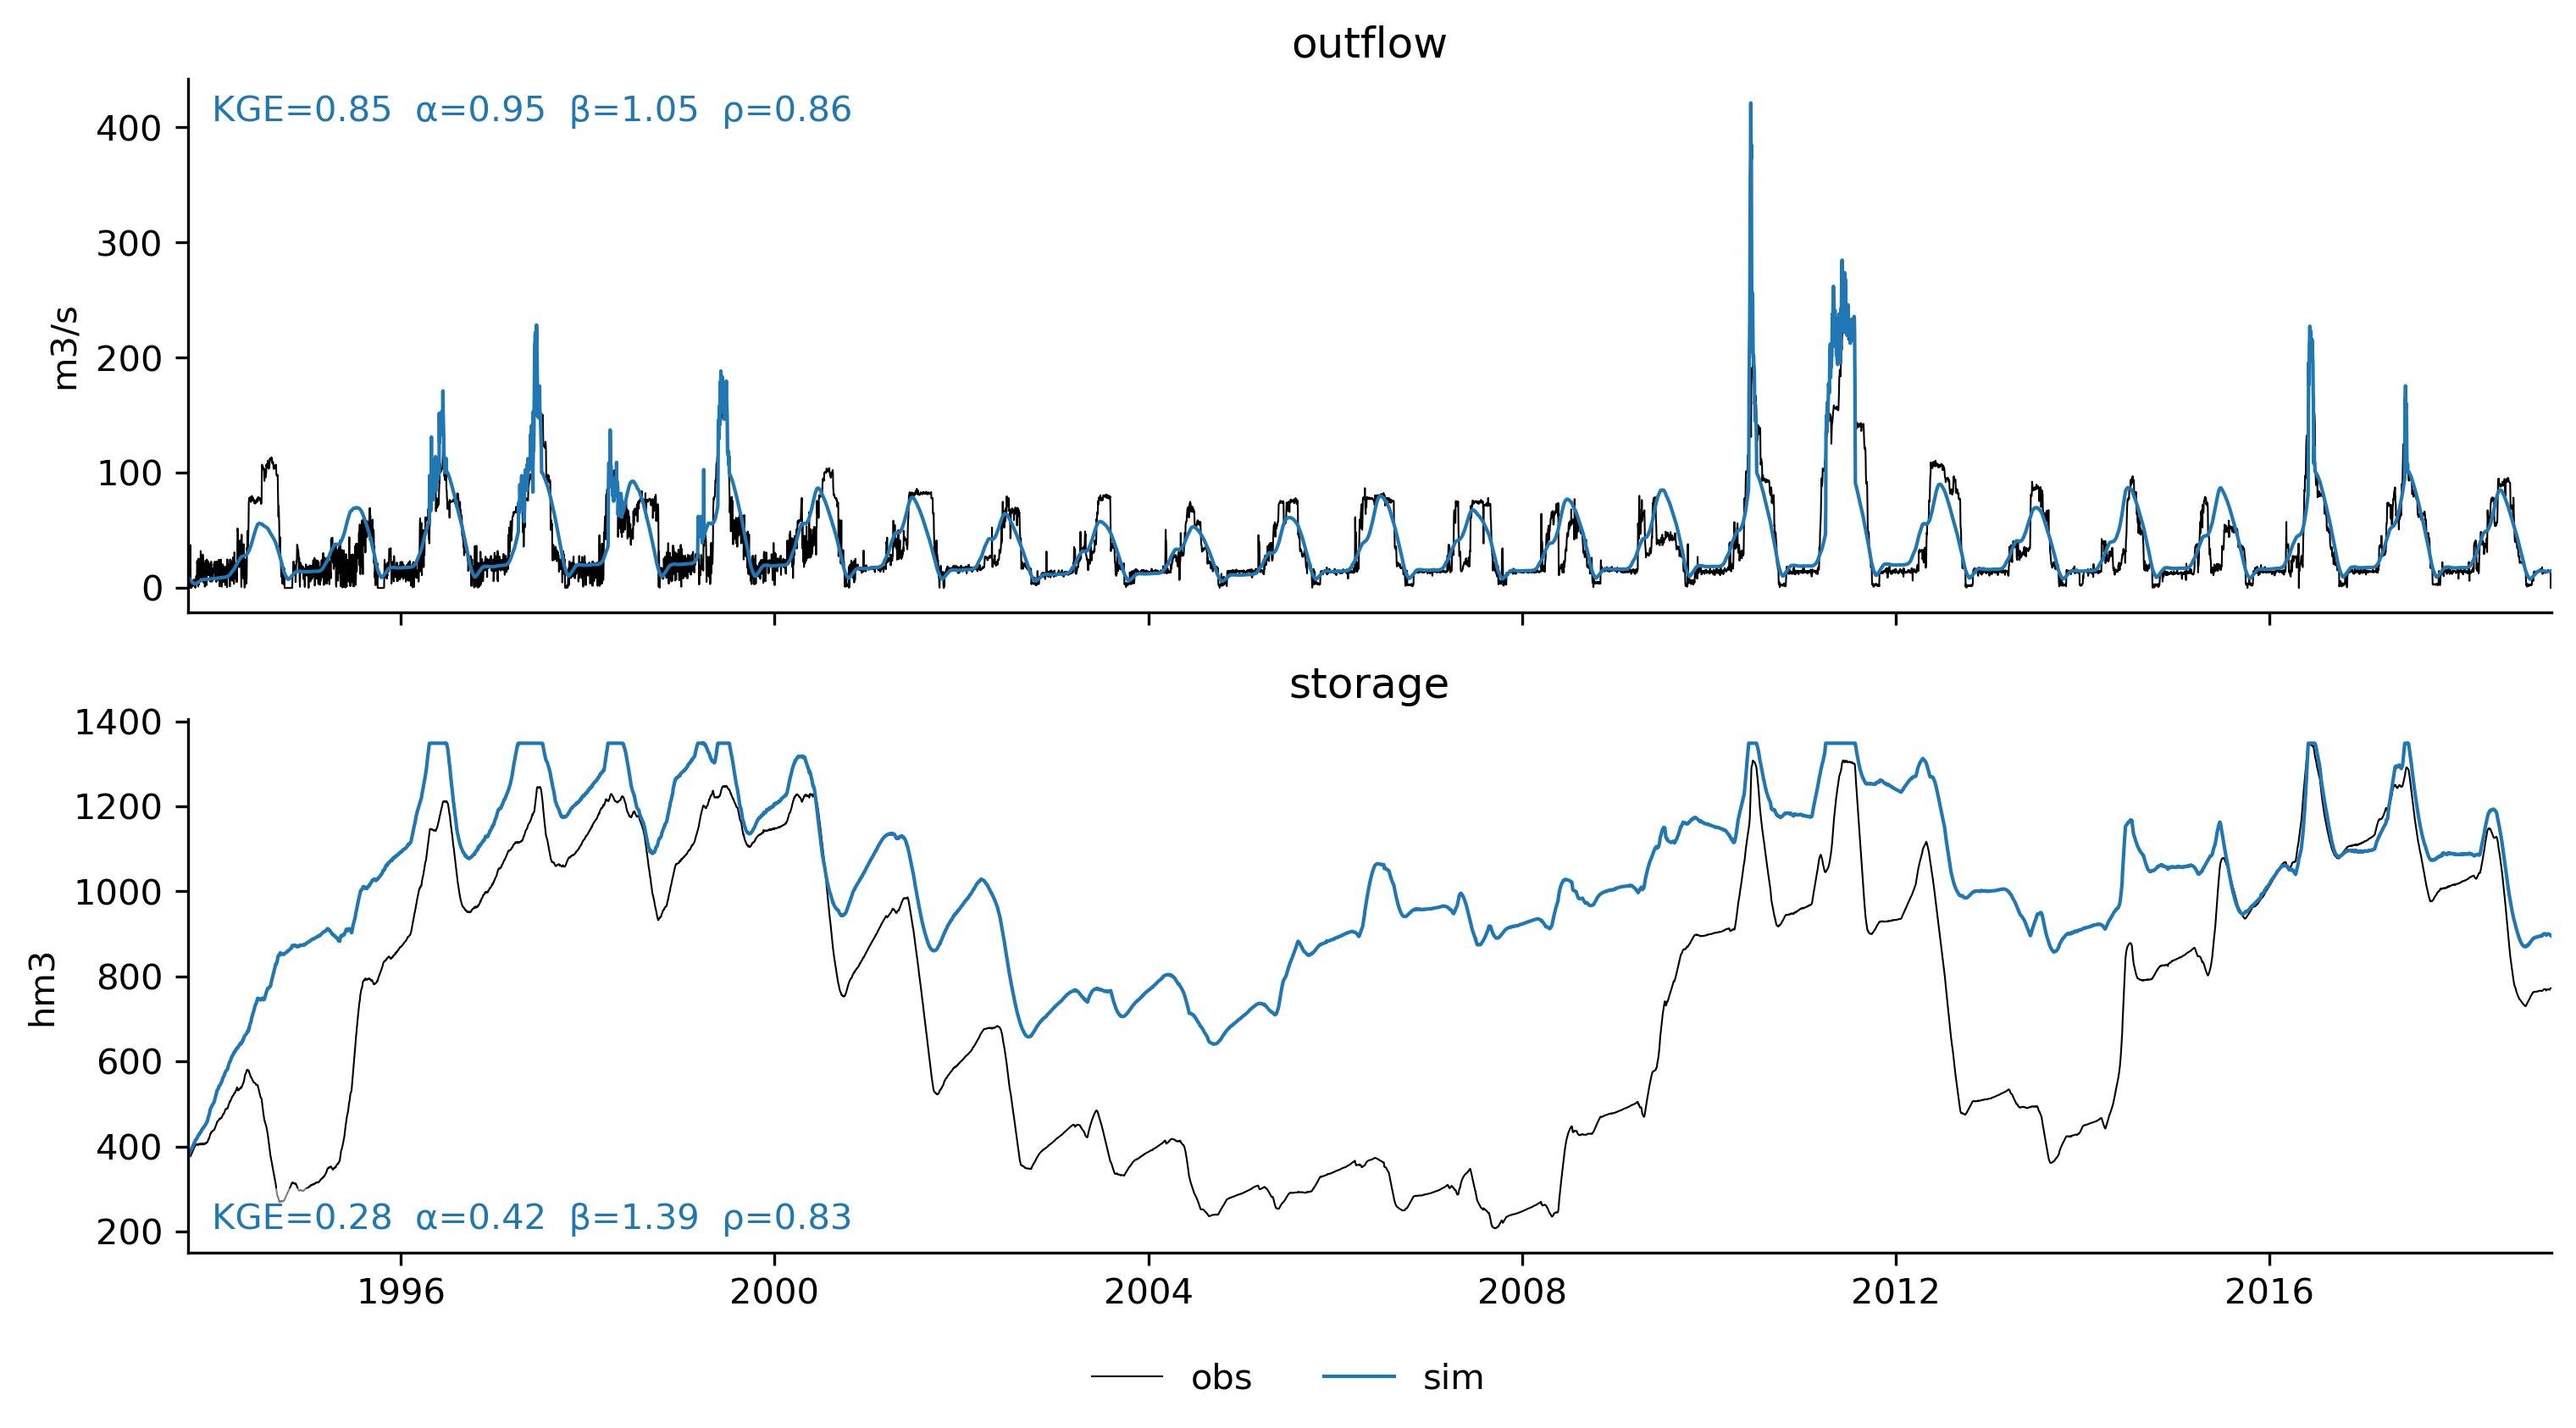 outflow
KGE=0.85 α=0.95 β=1.05 ρ=0.86
400
300
200
100
0
m3/s
storage
1400
1200
1000
800
600
400
200
hm3
KGE=0.28 α=0.42 β=1.39 ρ=0.83
1996 2000 2004 2008 2012 2016
obs sim